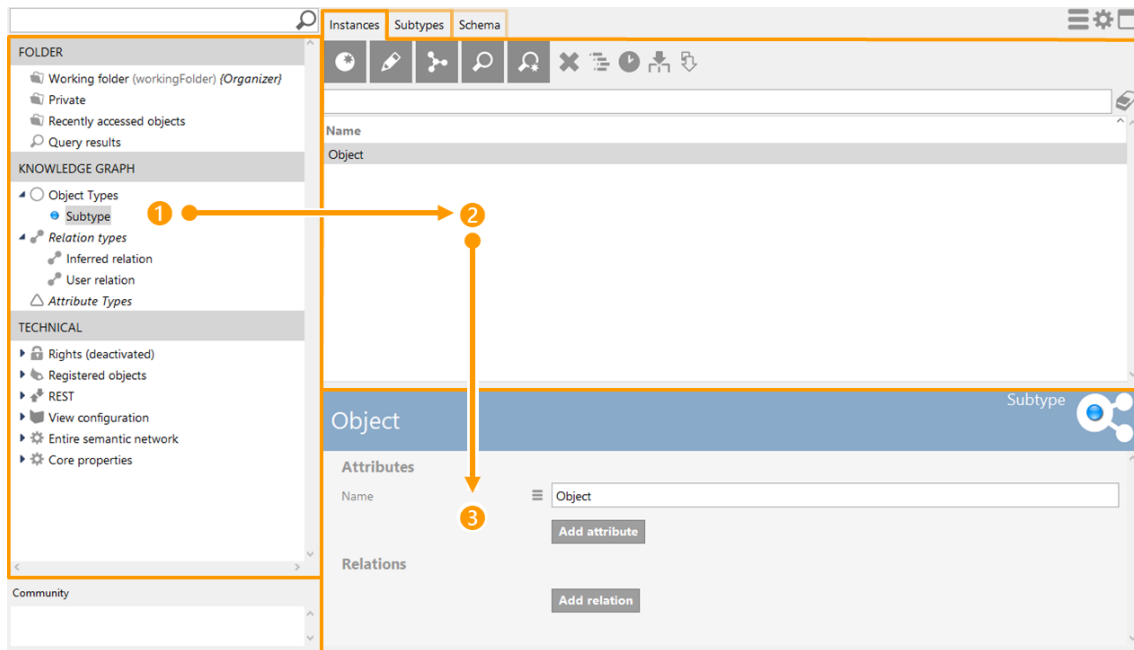 Instances Subtypes Schema
FOLDER
Working folder (workingFolder) {Organizer}
Private
Recently accessed objects
Query results
KNOWLEDGE GRAPH
Object Types
Subtype
Relation types
Inferred relation
User relation
Attribute Types
TECHNICAL
Rights (deactivated)
Registered objects
REST
View configuration
Entire semantic network
Core properties
Community
Name
Object
1
2
Object
Subtype
Attributes
Name
Object
3
Add attribute
Relations
Add relation